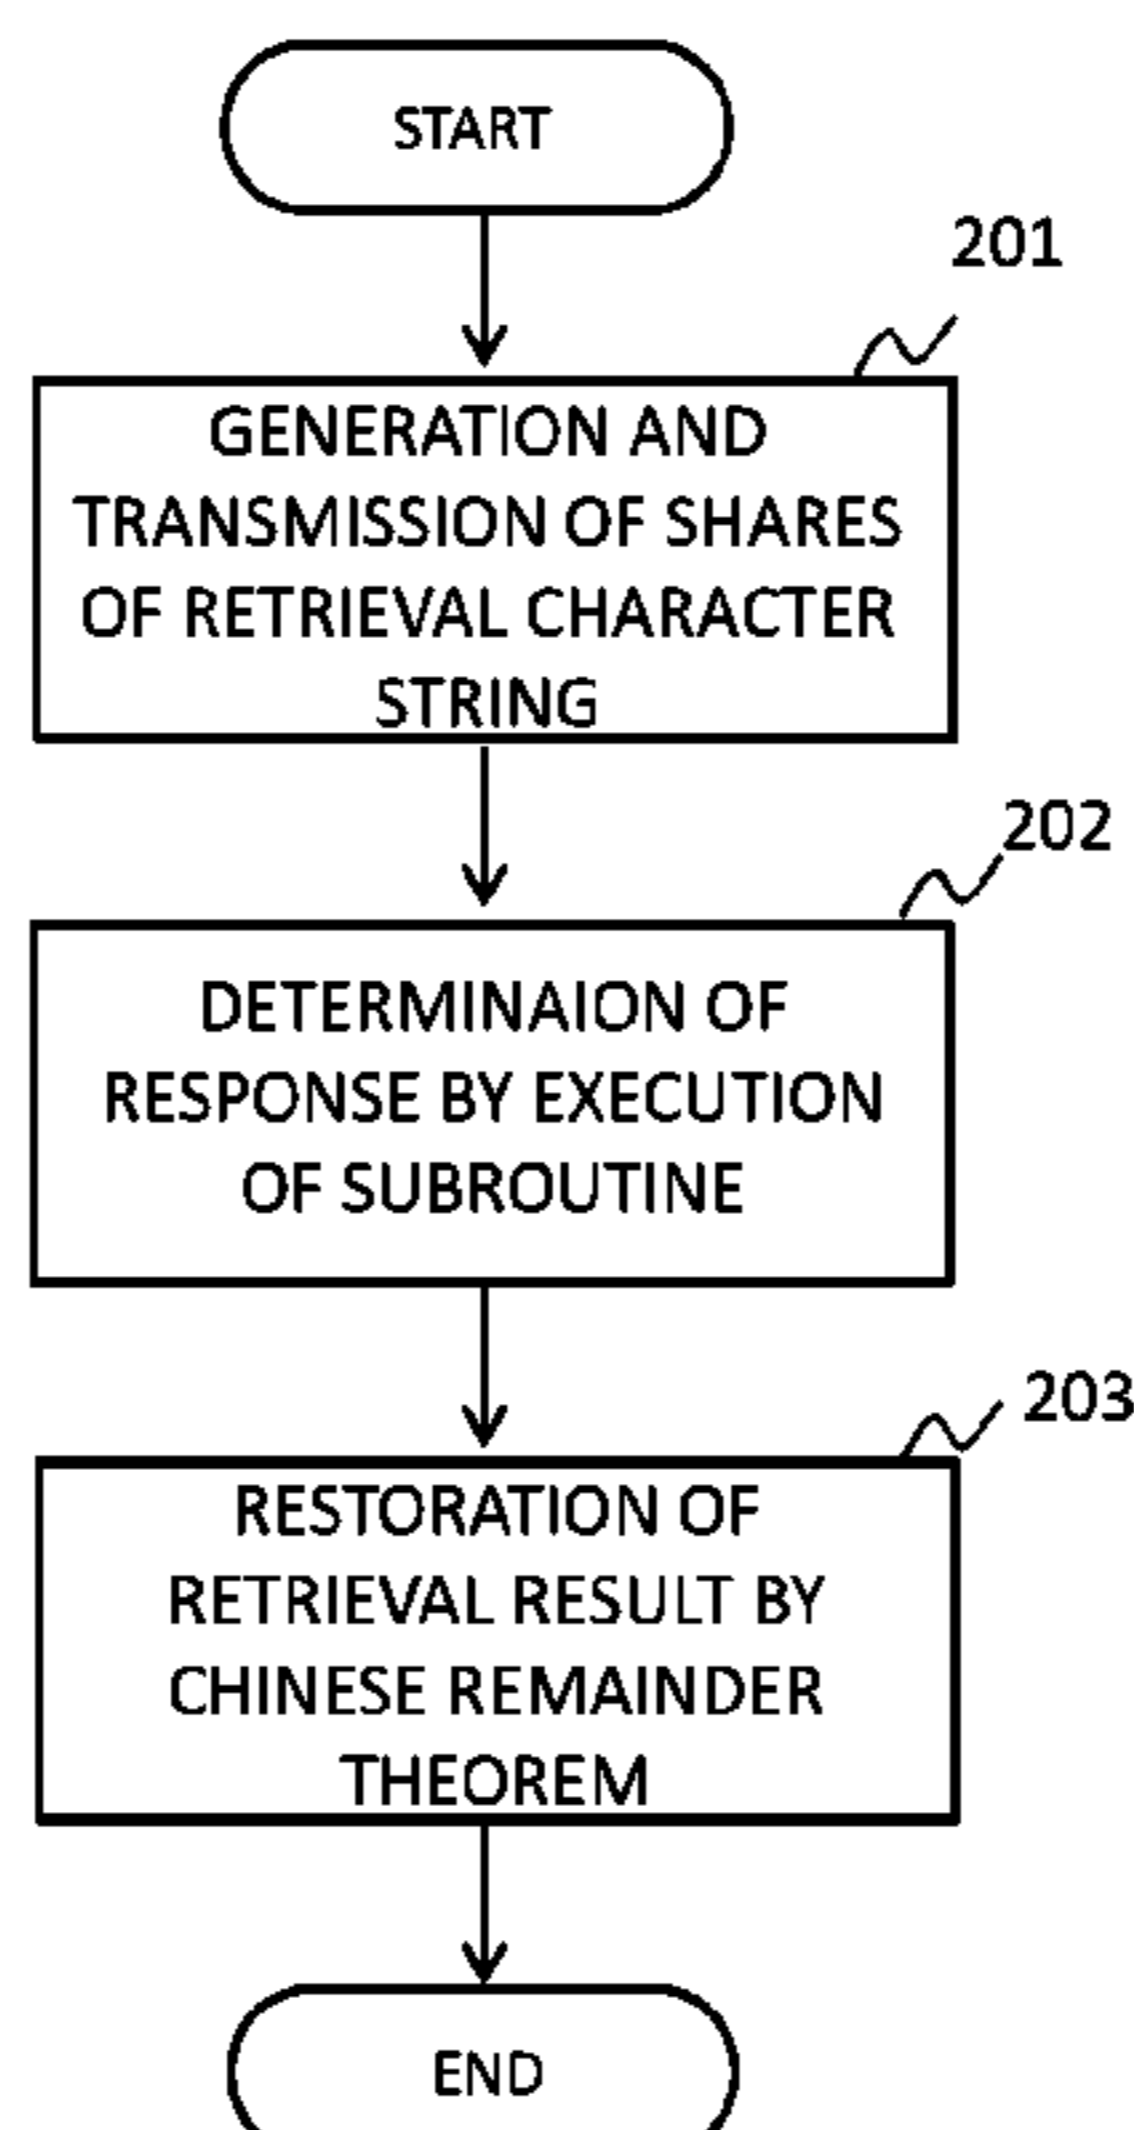 START
201
GENERATION AND
TRANSMISSION OF SHARES
OF RETRIEVAL CHARACTER
STRING
202
DETERMINAION OF
RESPONSE BY EXECUTION
OF SUBROUTINE
203
RESTORATION OF
RETRIEVAL RESULT BY
CHINESE REMAINDER
THEOREM
END